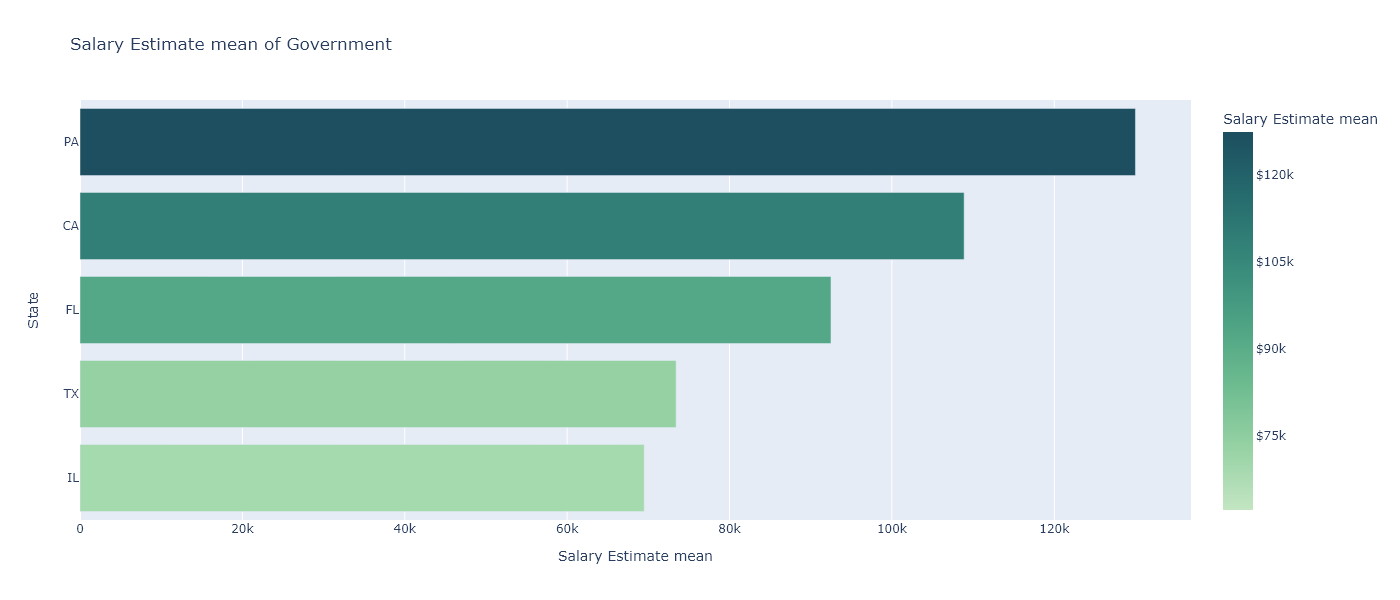 Salary Estimate mean of Government
Salary Estimate mean
$120k
$105k
$90k
$75k
State
PA
CA
FL
TX
IL
0 20k 40k 60k 80k 100k 120k
Salary Estimate mean